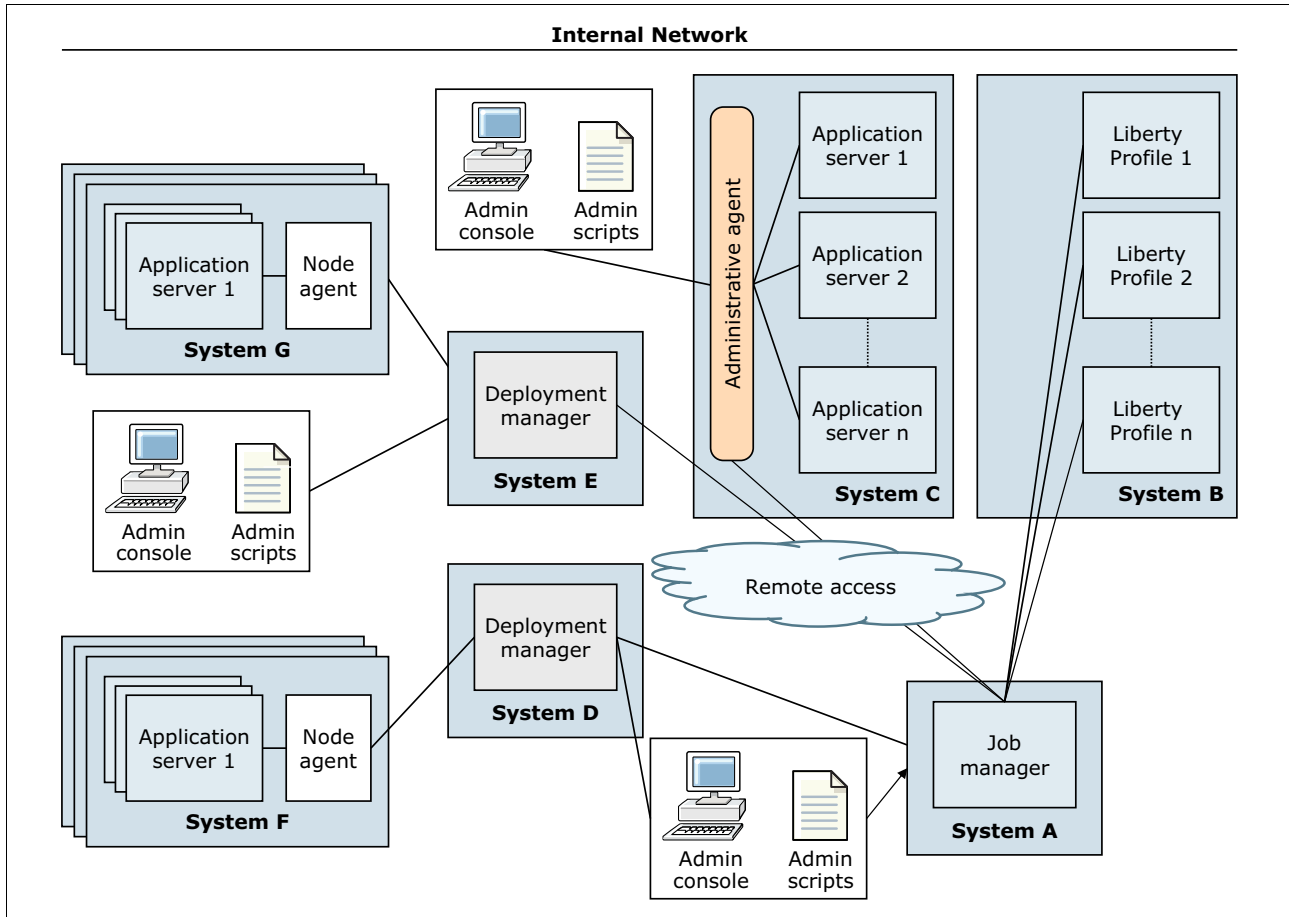 Internal Network
Admin
console
Admin
scripts
Administrative agent
Application
server 1
Application
server 2
Application
server n
System C
Liberty
Profile 1
Liberty
Profile 2
Liberty
Profile n
System B
Application
server 1
Node
agent
System G
Deployment
manager
System E
Admin
console
Admin
scripts
Remote access
Deployment
manager
System D
Application
server 1
Node
agent
System F
Admin
console
Admin
scripts
Job
manager
System A